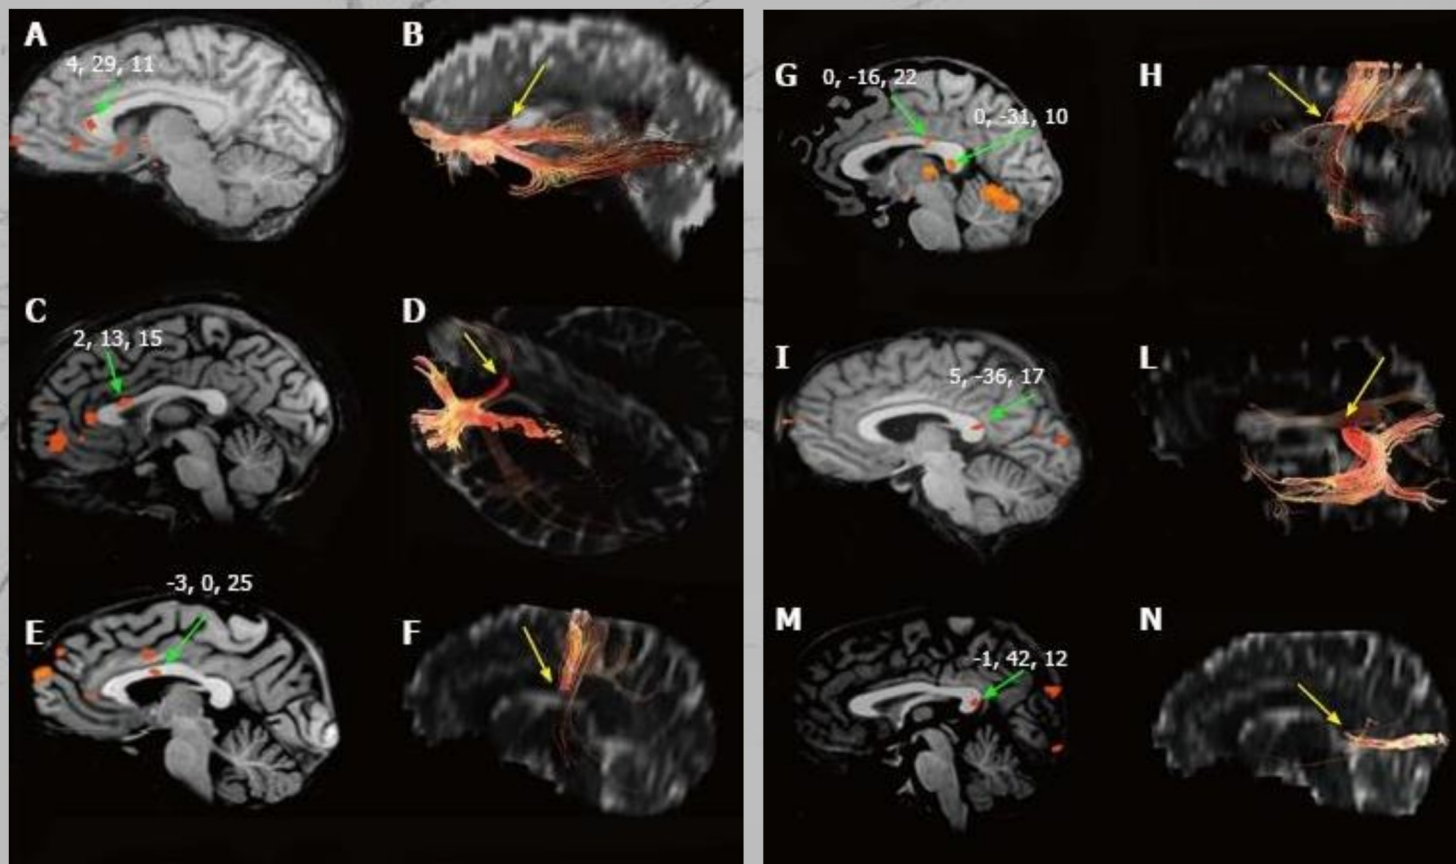 A
4, 29, 11
B
C
2, 13, 15
D
-3, 0, 25
E
F
G
0, -16, 22
0, -31, 10
H
I
5, -36, 17
L
M
-1, 42, 12
N